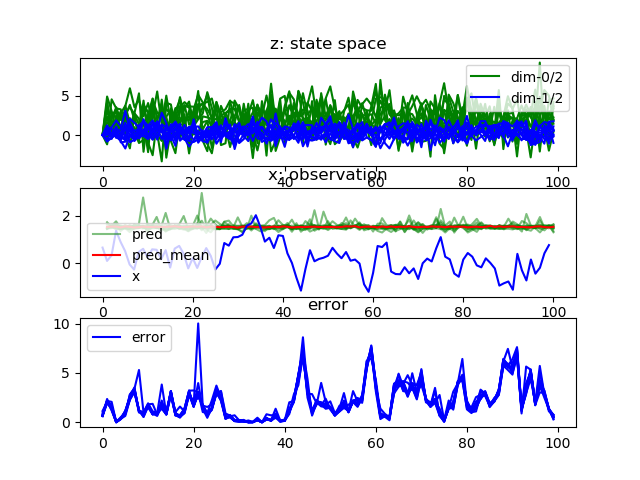 z: state space
dim-0/2
dim-1/2
5
0
0 20 40 60 80 100
x: observation
pred
pred_mean
x
2
0
0 20 40 60 80 100
error
error
10
5
0
0 20 40 60 80 100